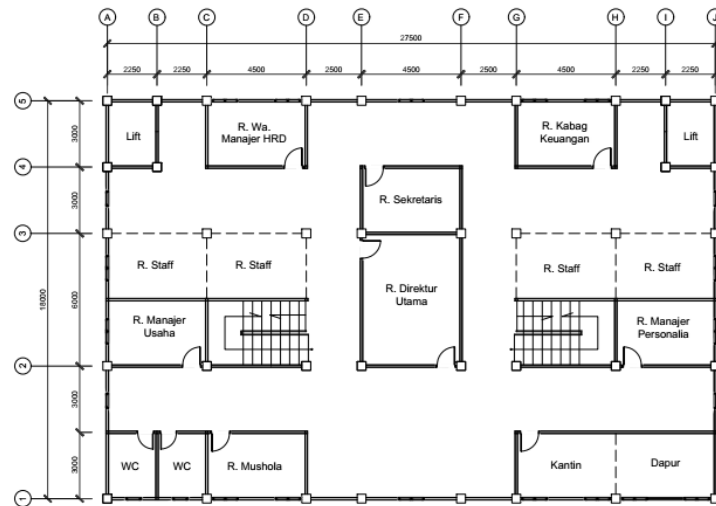 A B C D E F G H I J
27500
2250 2250 4500 2500 4500 2500 4500 2250 2250
5
4
3
2
1
18000
3000
3000
6000
3000
3000
Lift
R. Wa.
Manajer HRD
R. Kabag
Keuangan
Lift
R. Sekretaris
R. Staff
R. Staff
R. Direktur
Utama
R. Staff
R. Staff
R. Manajer
Usaha
R. Manajer
Personalia
WC
WC
R. Mushola
Kantin
Dapur